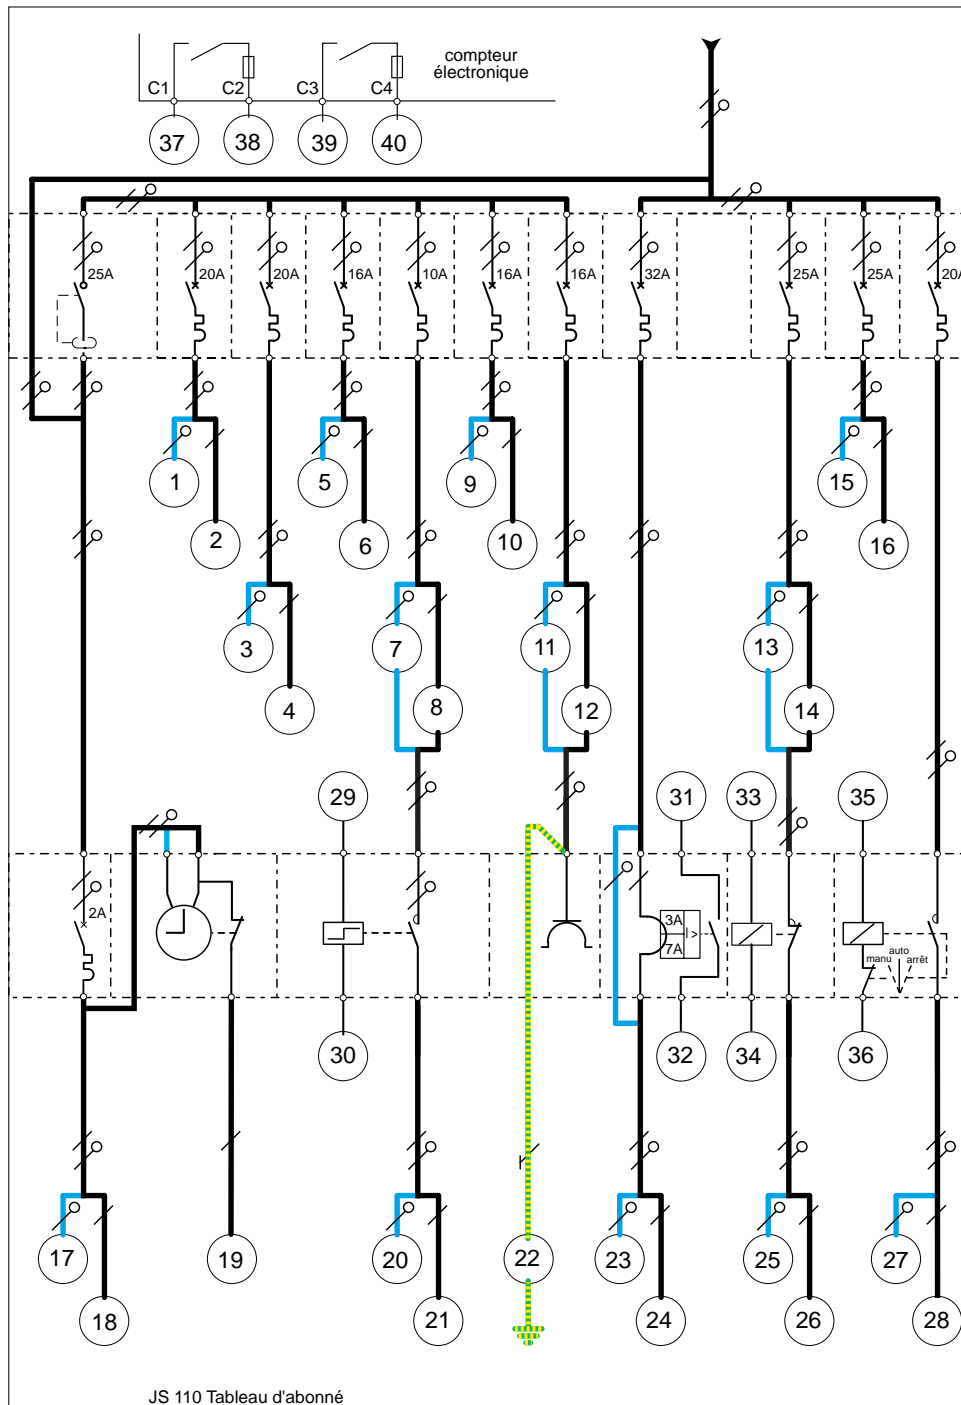 compteur
électronique
C1 C2 C3 C4
37 38 39 40
25A 20A 20A 16A 10A 16A 16A 32A 25A 25A 20A
1 5 9 15
2 6 10 16
3 7 11 13
4 8 12 14
29 31 33 35
2A 3A
I >
7A
auto
manu arrêt
30 32 34 36
17 19 20 22 23 25 27
18 21 24 26 28
JS 110 Tableau d'abonné